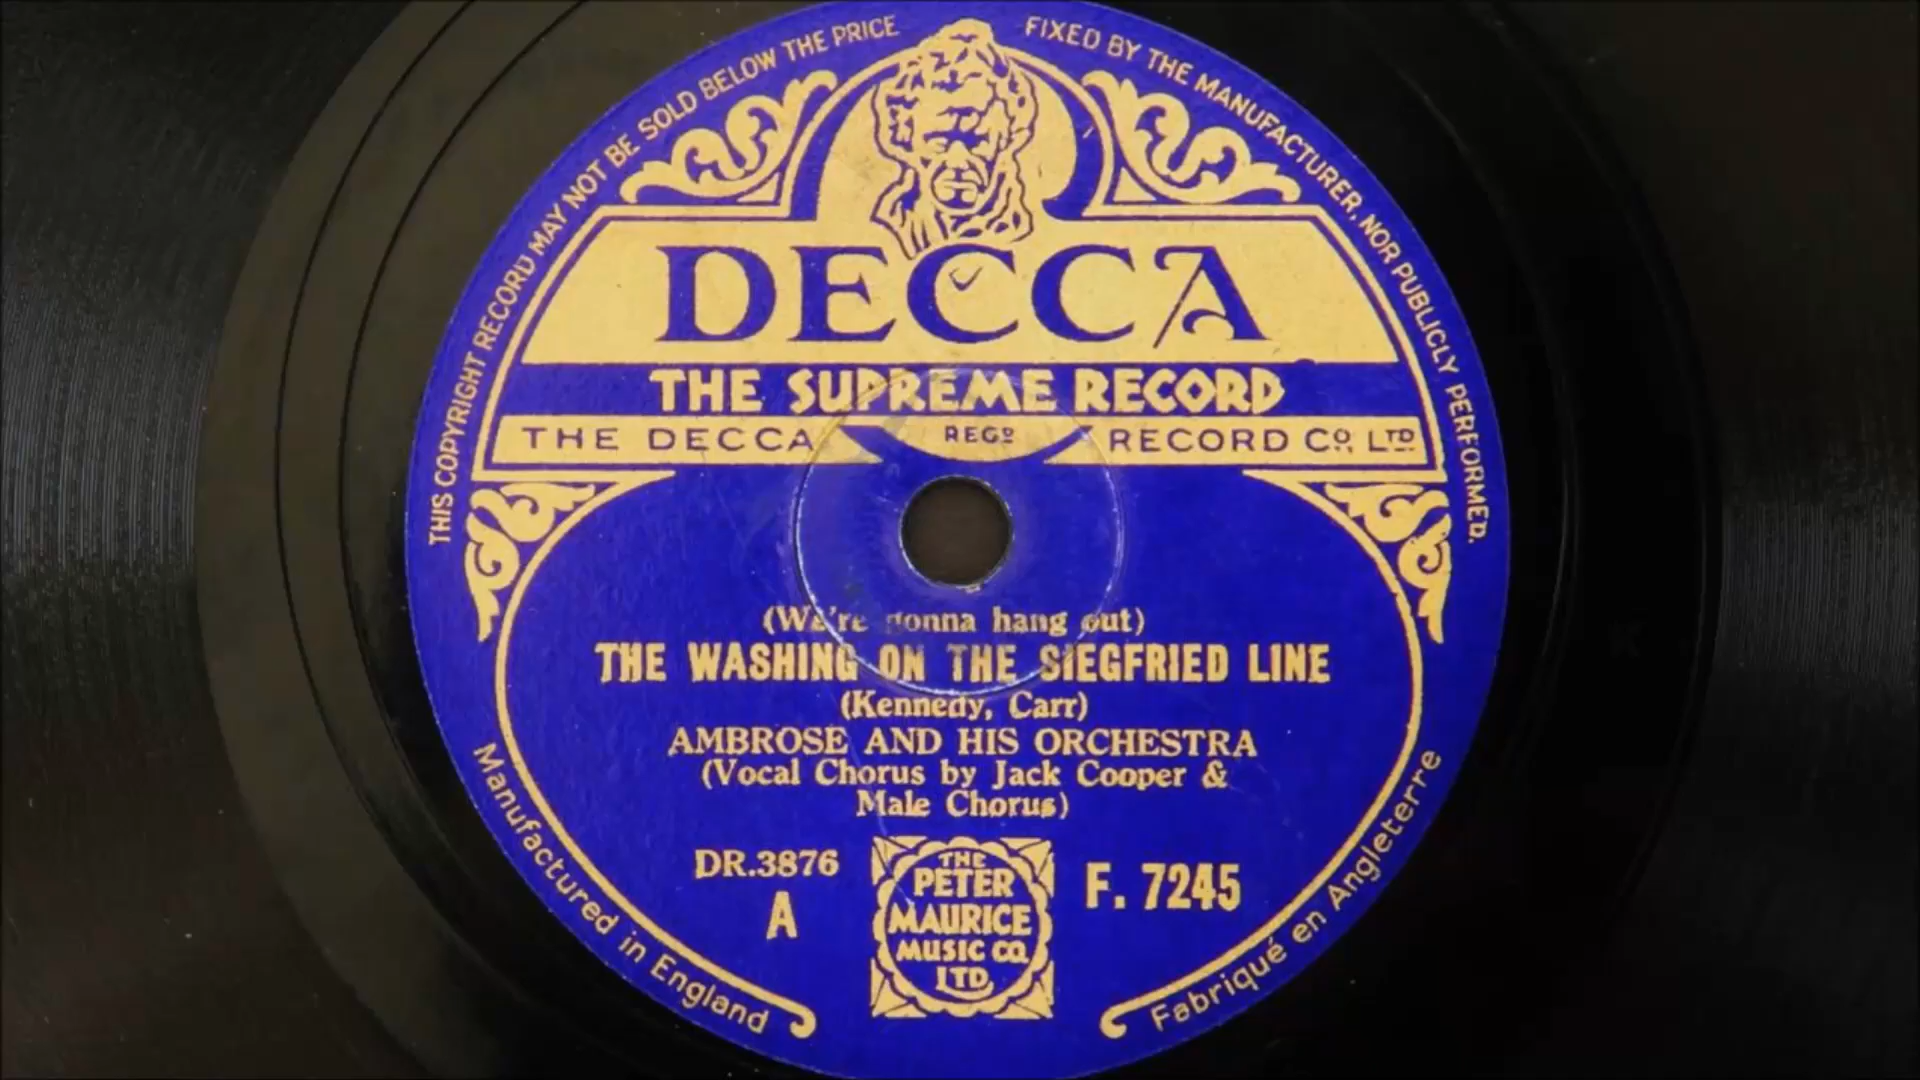 THIS COPYRIGHT RECORD MAY NOT BE SOLD BELOW THE PRICE FIXED BY THE MANUFACTURER, NOR PUBLICLY PERFORMED.
DECCA
THE SUPREME RECORD
THE DECCA REGD RECORD CO., LTD
(We're gonna hang out)
THE WASHING ON THE SIEGFRIED LINE
(Kennedy, Carr)
AMBROSE AND HIS ORCHESTRA
(Vocal Chorus by Jack Cooper &
Male Chorus)
DR.3876
A
THE
PETER
MAURICE
MUSIC CO.
LTD.
F. 7245
Manufactured in England
Fabriqué en Angleterre